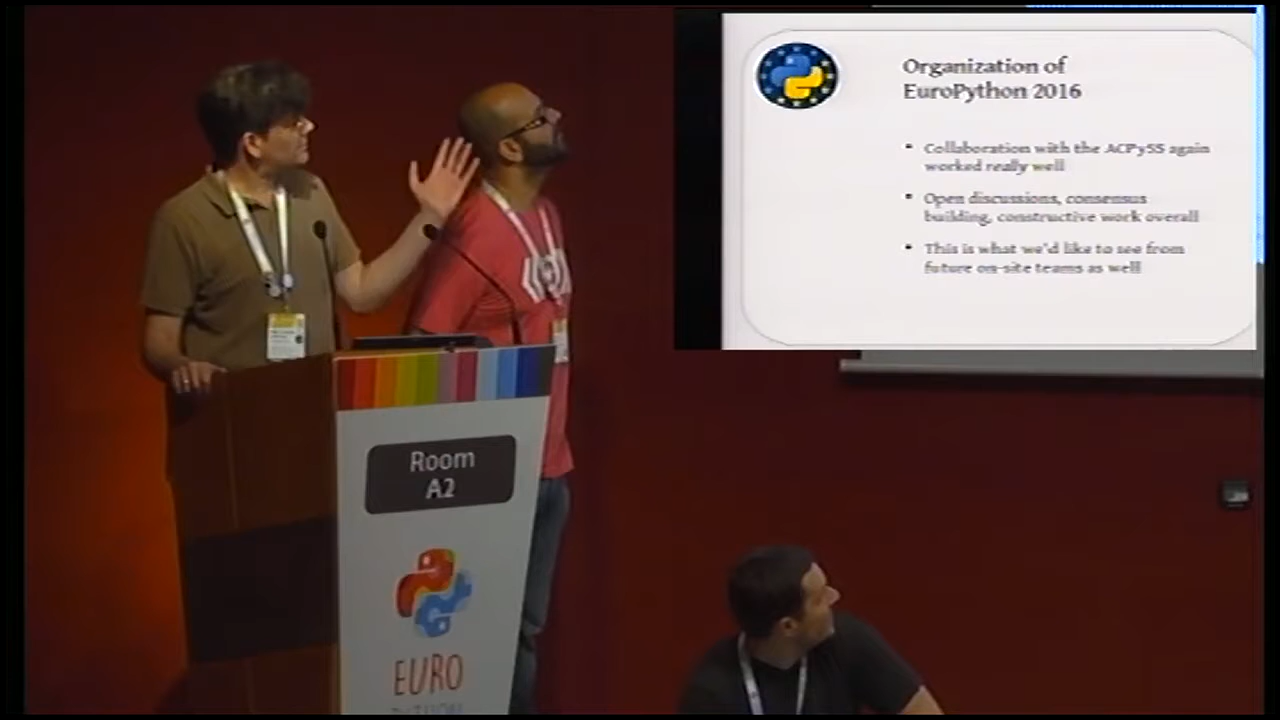 Organization of
EuroPython 2016
Collaboration with the ACPySS again
worked really well
Open discussions, consensus
building, constructive work overall
This is what we'd like to see from
future on-site teams as well
Room
A2
EURO
PYTHON